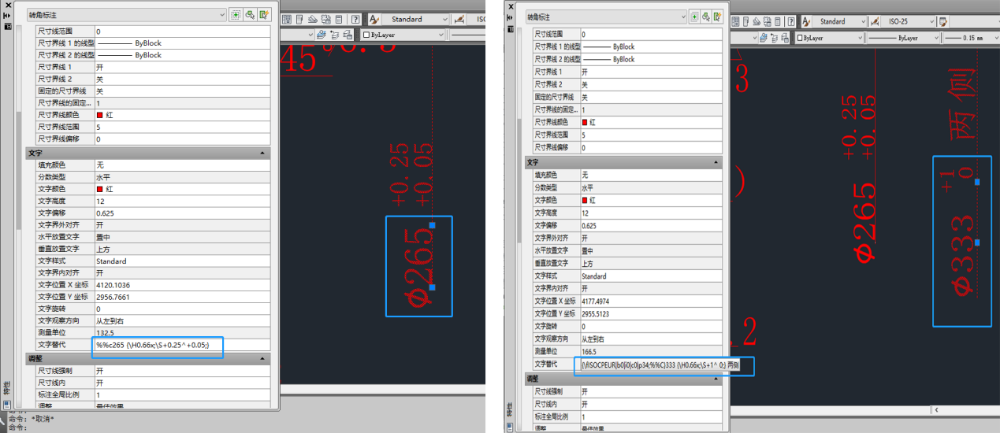 转角标注
尺寸线范围 0
尺寸界线 1 的线型 ByBlock
尺寸界线 2 的线型 ByBlock
尺寸界线 1 开
尺寸界线 2 关
固定的尺寸界线 关
尺寸界线的固定... 1
尺寸界线颜色 红
尺寸界线范围 5
尺寸界线偏移 0
文字
填充颜色 无
分数类型 水平
文字颜色 红
文字高度 12
文字偏移 0.625
文字界外对齐 开
水平放置文字 置中
垂直放置文字 上方
文字样式 Standard
文字界内对齐 开
文字位置 X 坐标 4120.1036
文字位置 Y 坐标 2956.7661
文字旋转 0
文字观察方向 从左到右
测量单位 132.5
文字替代 %%c265 {\H0.66x;\S+0.25^+0.05;}
调整
尺寸线强制 开
尺寸线内 开
标注全局比例 1
调整 最佳效果
特性
命令: *取消*
命令:
Standard
ISO
ByLayer
45°
+0.25
+0.05
φ265
转角标注
尺寸线范围 0
尺寸界线 1 的线型 ByBlock
尺寸界线 2 的线型 ByBlock
尺寸界线 1 开
尺寸界线 2 关
固定的尺寸界线 关
尺寸界线的固定... 1
尺寸界线颜色 红
尺寸界线范围 5
尺寸界线偏移 0
文字
填充颜色 无
分数类型 水平
文字颜色 红
文字高度 12
文字偏移 0.625
文字界外对齐 开
水平放置文字 置中
垂直放置文字 上方
文字样式 Standard
文字界内对齐 开
文字位置 X 坐标 4177.4974
文字位置 Y 坐标 2955.5123
文字旋转 0
文字观察方向 从左到右
测量单位 166.5
文字替代 {\fISOCPEUR|b0|i0|c0|p34;%%C}333 {\H0.66x;\S+1^ 0;} 两侧
调整
尺寸线强制 开
尺寸线内 开
标注全局比例 1
调整 最佳效果
特性
Standard
ISO-25
ByLayer
ByLayer
0.15 mm
3
+0.25
+0.05
φ265
两侧
+1
0
φ333
)
2